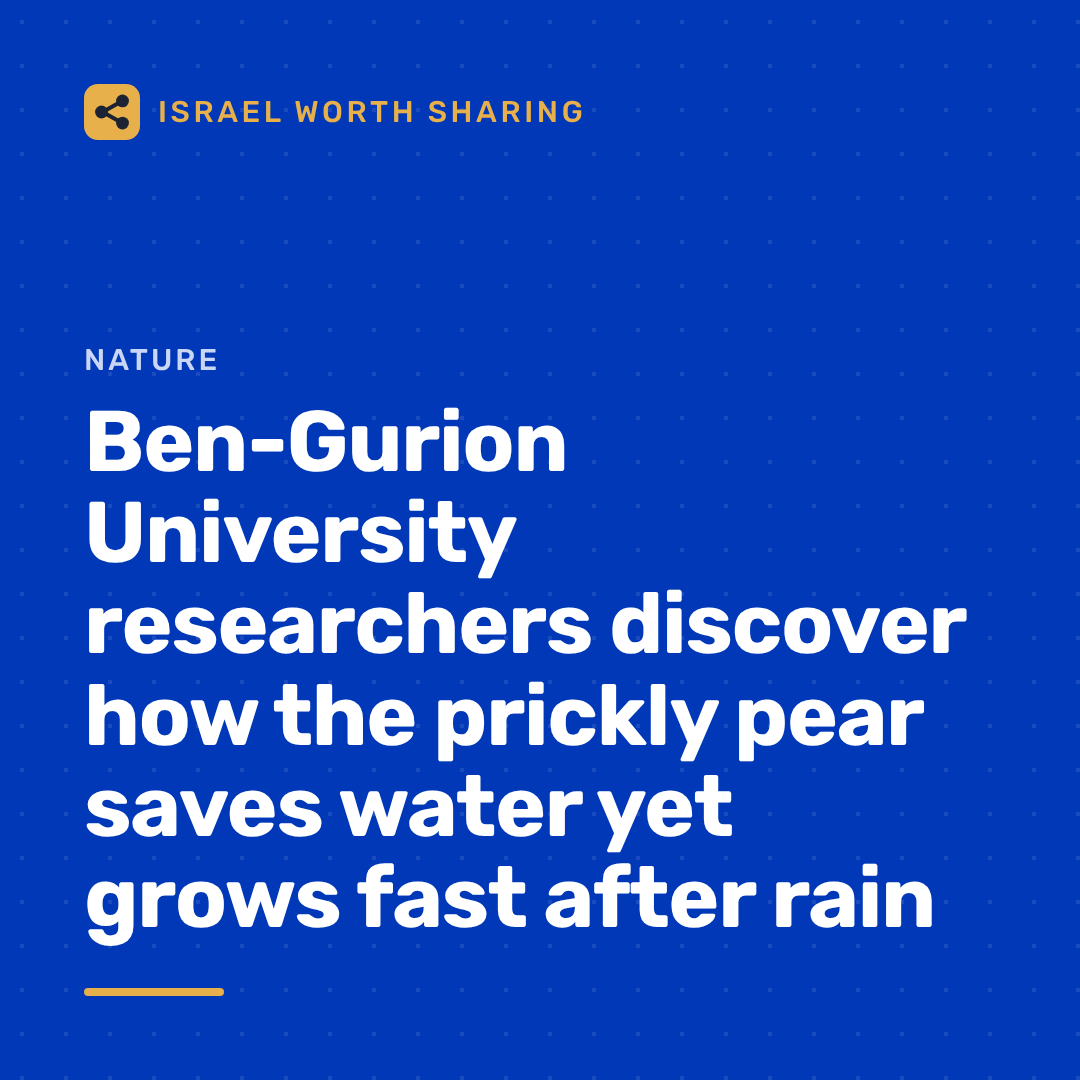 ISRAEL WORTH SHARING
NATURE
Ben-Gurion
University
researchers discover
how the prickly pear
saves water yet
grows fast after rain